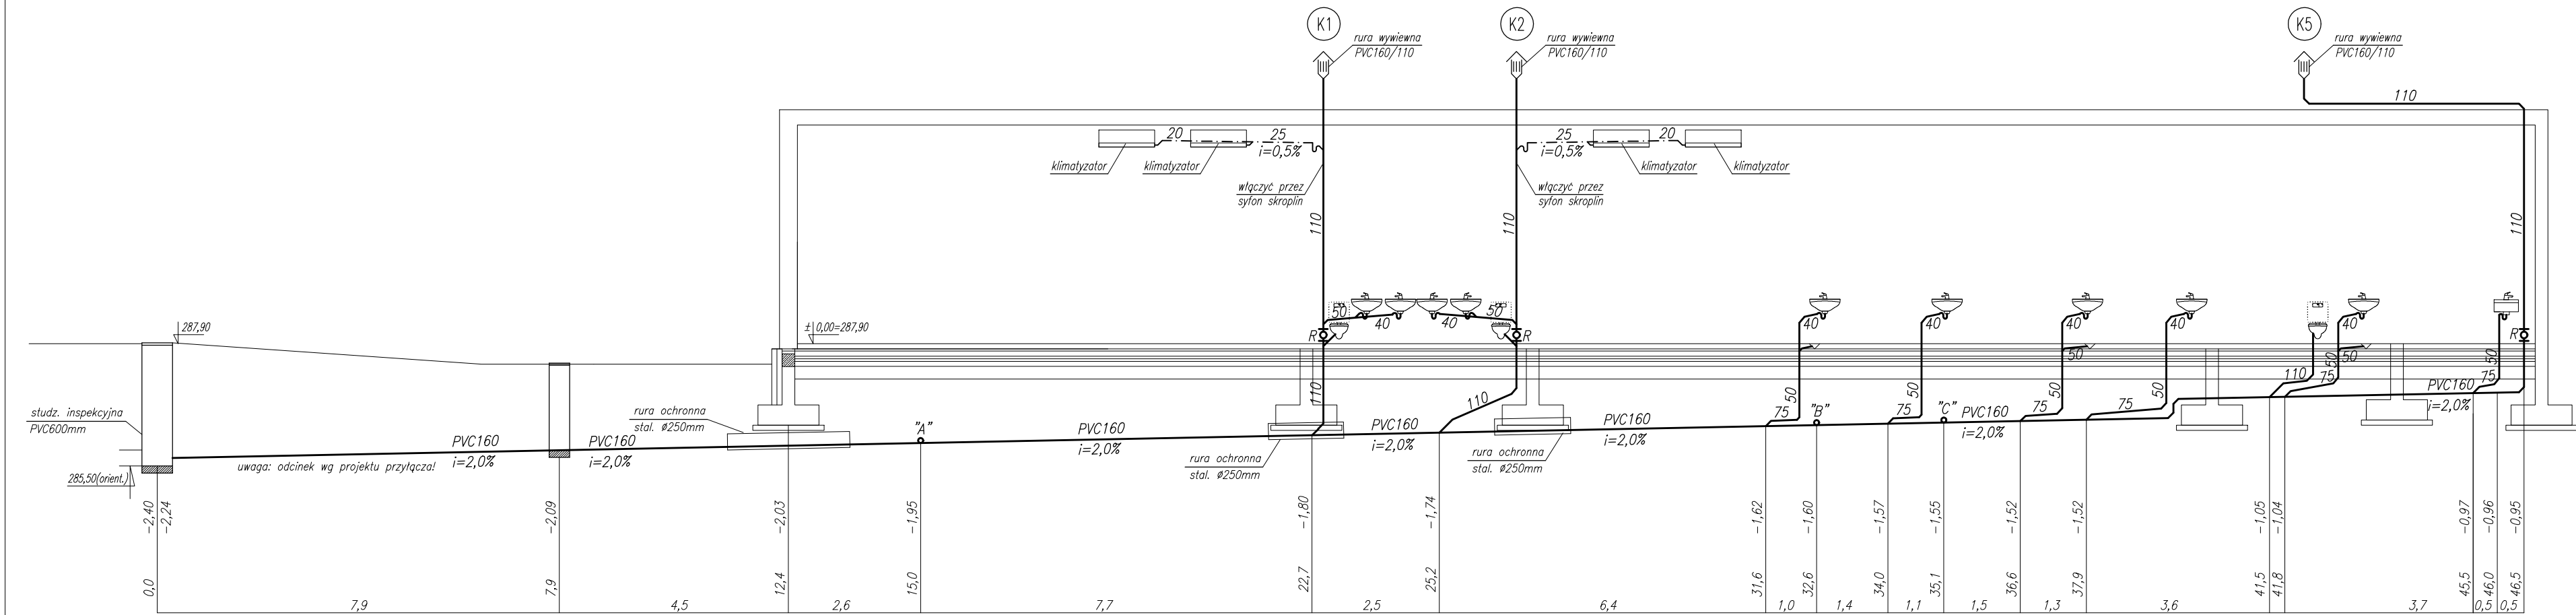 K1
K2
K5
rura wywiewna
PVC160/110
rura wywiewna
PVC160/110
rura wywiewna
PVC160/110
110
20
25
i=0,5%
25
i=0,5%
20
klimatyzator
klimatyzator
klimatyzator
klimatyzator
włączyć przez
syfon skroplin
włączyć przez
syfon skroplin
110
110
110
287,90
± 0,00=287,90
50
40
40
50
R
R
R
40
40
40
40
40
50
50
50
50
50
50
50
50
110
110
110
75
75
75
75
75
75
studz. inspekcyjna
PVC600mm
285,50(orient.)
uwaga: odcinek wg projektu przyłącza!
PVC160
i=2,0%
PVC160
i=2,0%
rura ochronna
stal. ø250mm
"A"
PVC160
i=2,0%
rura ochronna
stal. ø250mm
PVC160
i=2,0%
rura ochronna
stal. ø250mm
PVC160
i=2,0%
"B"
"C"
PVC160
i=2,0%
PVC160
i=2,0%
-2,40
-2,24
-2,09
-2,03
-1,95
-1,80
-1,74
-1,62
-1,60
-1,57
-1,55
-1,52
-1,52
-1,05
-1,04
-0,97
-0,96
-0,95
0,0
7,9
12,4
15,0
22,7
25,2
31,6
32,6
34,0
35,1
36,6
37,9
41,5
41,8
45,5
46,0
46,5
7,9
4,5
2,6
7,7
2,5
6,4
1,0
1,4
1,1
1,5
1,3
3,6
3,7
0,5
0,5